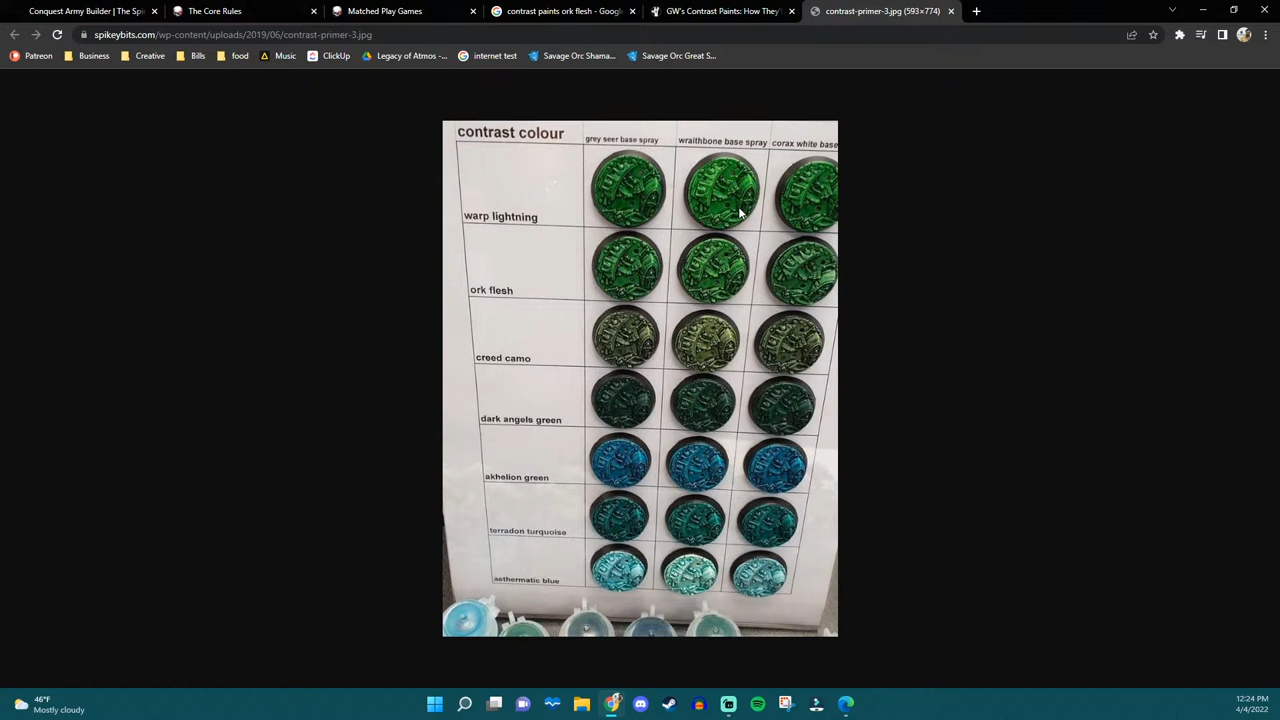 Conquest Army Builder | The Spi
The Core Rules
Matched Play Games
contrast paints ork flesh - Google
GW's Contrast Paints: How They'
contrast-primer-3.jpg (593×774)
spikeybits.com/wp-content/uploads/2019/06/contrast-primer-3.jpg
Patreon
Business
Creative
Bills
food
Music
ClickUp
Legacy of Atmos -...
internet test
Savage Orc Shama...
Savage Orc Great S...
contrast colour
grey seer base spray
wraithbone base spray
corax white base
warp lightning
ork flesh
creed camo
dark angels green
akhelion green
terradon turquoise
aethermatic blue
46°F
Mostly cloudy
12:24 PM
4/4/2022